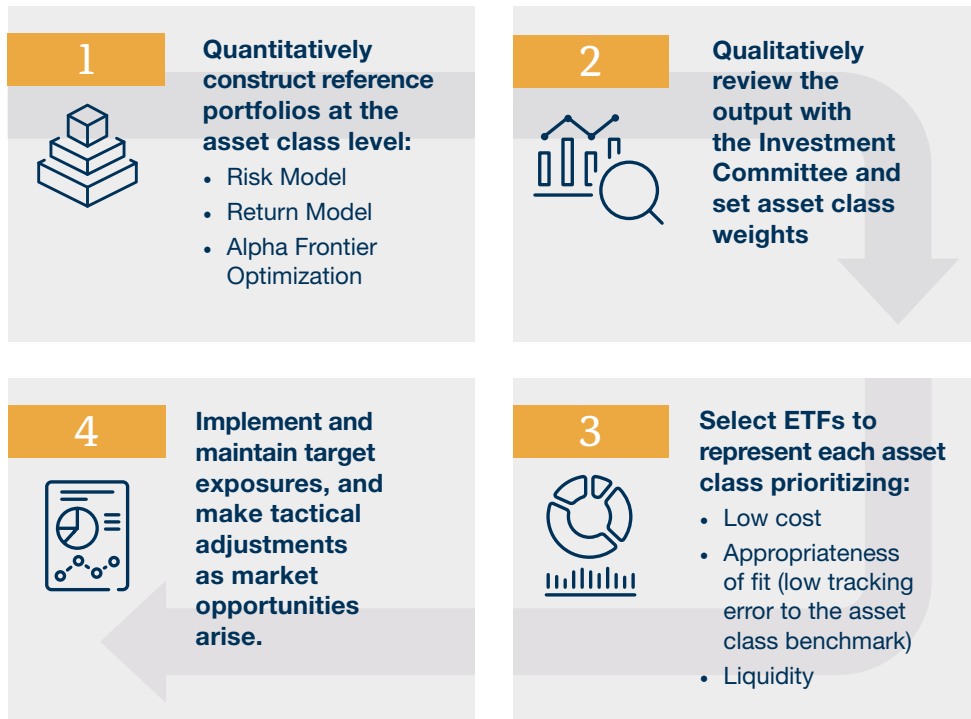 1
Quantitatively
construct reference
portfolios at the
asset class level:
• Risk Model
• Return Model
• Alpha Frontier
Optimization
2
Qualitatively
review the
output with
the Investment
Committee and
set asset class
weights
3
Select ETFs to
represent each asset
class prioritizing:
• Low cost
• Appropriateness
of fit (low tracking
error to the asset
class benchmark)
• Liquidity
4
Implement and
maintain target
exposures, and
make tactical
adjustments
as market
opportunities
arise.